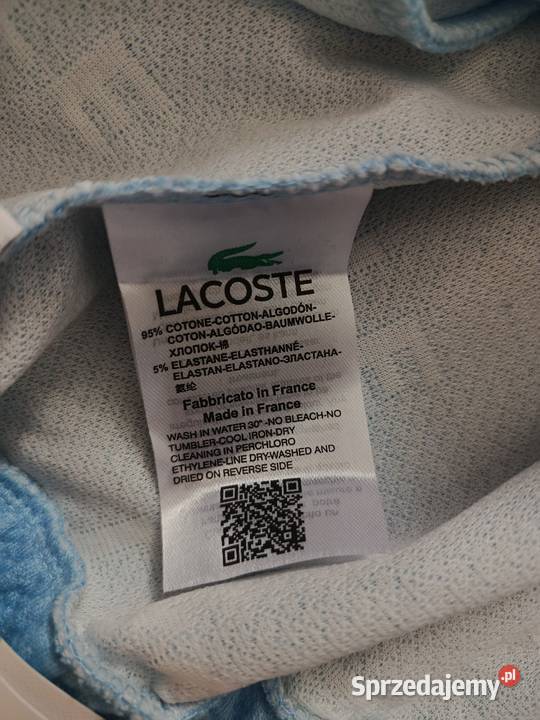 LACOSTE
95% COTONE-COTTON-ALGODÓN-
COTON-ALGÓDAO-BAUMWOLLE-
ХЛОПОК-棉
5% ELASTANE-ELASTHANNÉ-
ELASTAN-ELASTANO-ЭЛАСТАНА-
氨纶
Fabbricato in France
Made in France
WASH IN WATER 30°-NO BLEACH-NO
TUMBLER-COOL IRON-DRY
CLEANING IN PERCHLORO
ETHYLENE-LINE DRY-WASHED AND
DRIED ON REVERSE SIDE
Sprzedajemy.pl